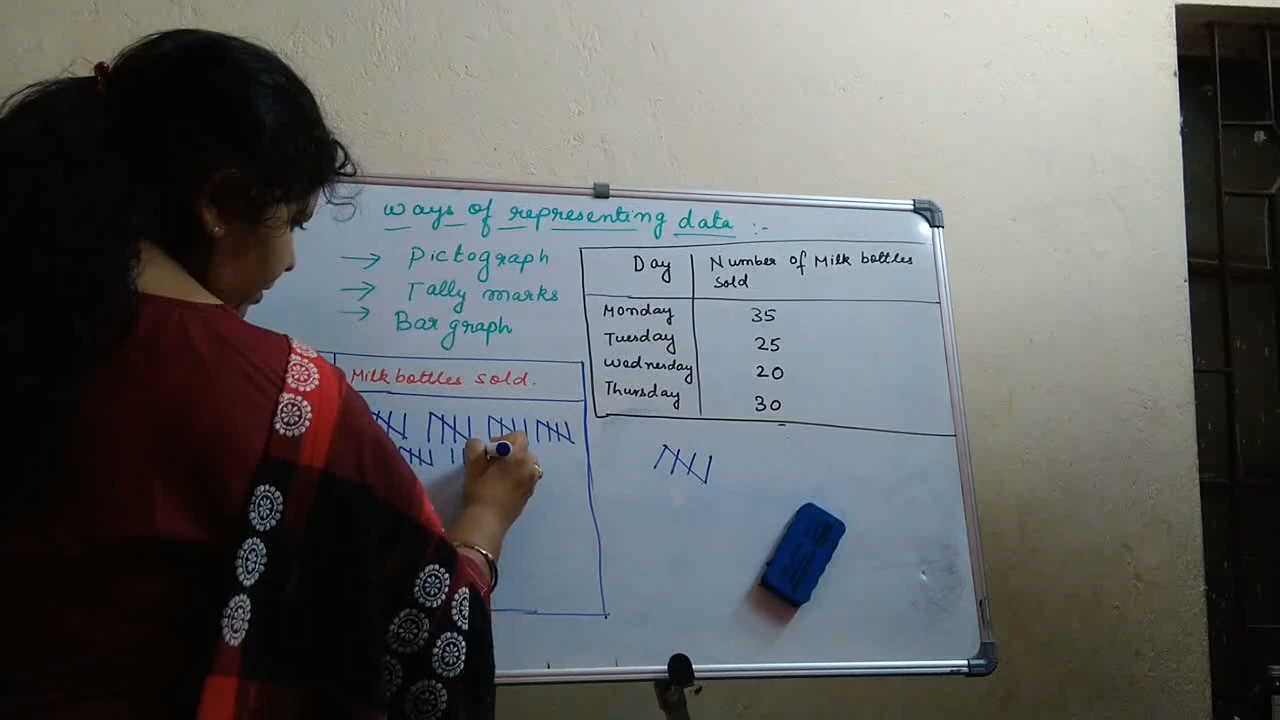 ways of representing data :-
→ Pictograph
→ Tally marks
→ Bar graph
Day | Number of Milk bottles
Sold
Monday 35
Tuesday 25
Wednesday 20
Thursday 30
Milk bottles sold.